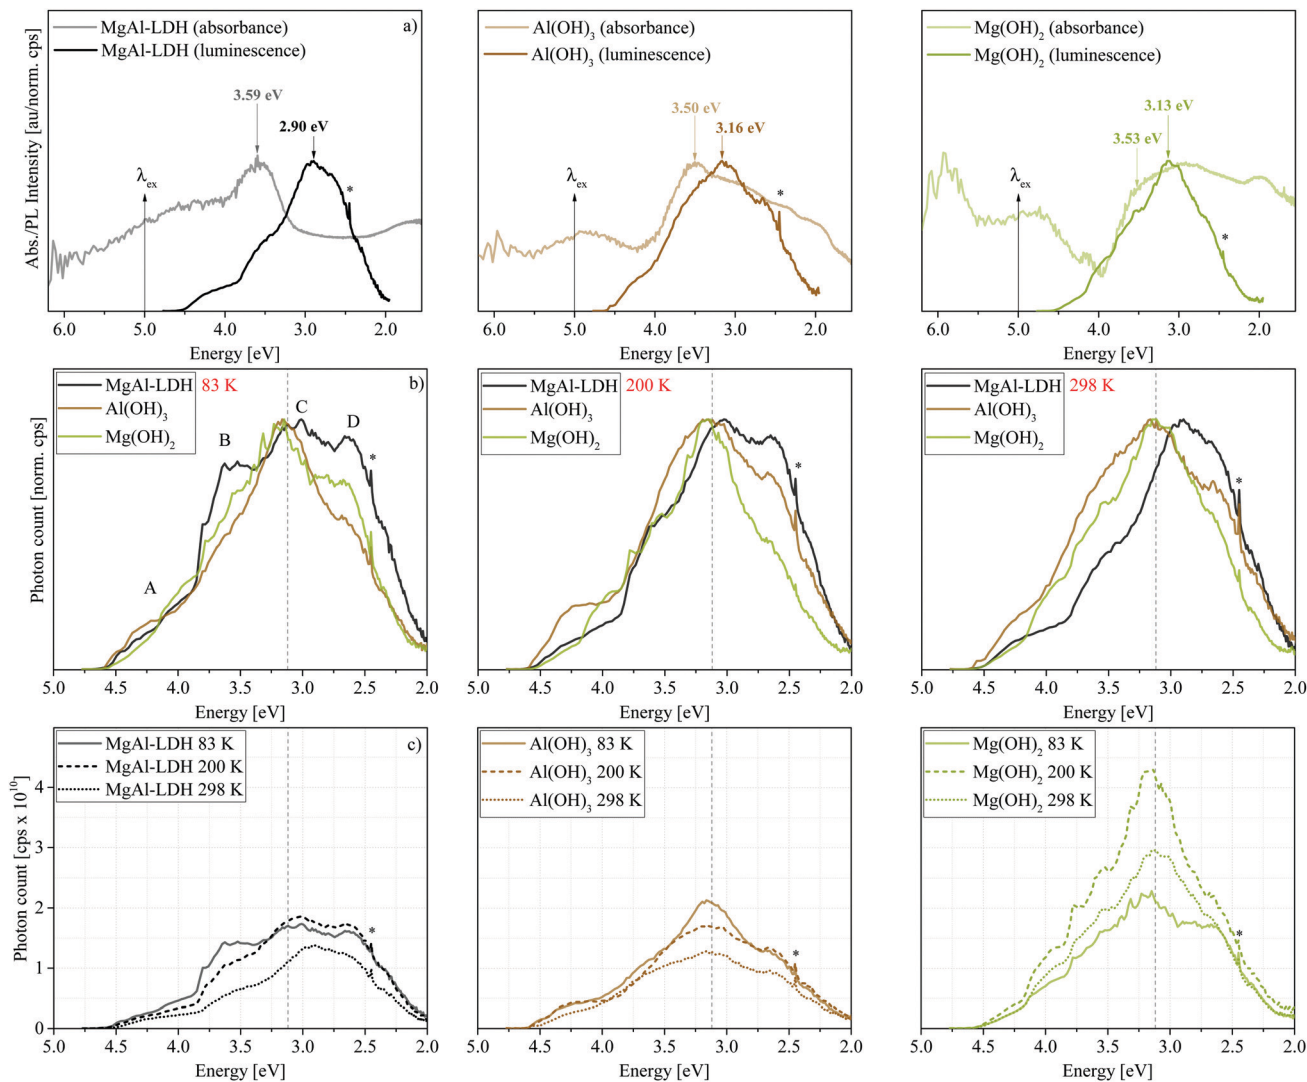 MgAl-LDH (absorbance)
MgAl-LDH (luminescence)
a)
3.59 eV
2.90 eV
λex
*
Abs./PL Intensity [au/norm. cps]
6.0 5.0 4.0 3.0 2.0
Energy [eV]
Al(OH)3 (absorbance)
Al(OH)3 (luminescence)
3.50 eV
3.16 eV
λex
*
6.0 5.0 4.0 3.0 2.0
Energy [eV]
Mg(OH)2 (absorbance)
Mg(OH)2 (luminescence)
3.13 eV
3.53 eV
λex
*
6.0 5.0 4.0 3.0 2.0
Energy [eV]
MgAl-LDH 83 K
Al(OH)3
Mg(OH)2
b)
A
B
C
D
*
Photon count [norm. cps]
5.0 4.5 4.0 3.5 3.0 2.5 2.0
Energy [eV]
MgAl-LDH 200 K
Al(OH)3
Mg(OH)2
*
5.0 4.5 4.0 3.5 3.0 2.5 2.0
Energy [eV]
MgAl-LDH 298 K
Al(OH)3
Mg(OH)2
*
5.0 4.5 4.0 3.5 3.0 2.5 2.0
Energy [eV]
MgAl-LDH 83 K
MgAl-LDH 200 K
MgAl-LDH 298 K
c)
*
Photon count [cps x 10^10]
4
3
2
1
0
5.0 4.5 4.0 3.5 3.0 2.5 2.0
Energy [eV]
Al(OH)3 83 K
Al(OH)3 200 K
Al(OH)3 298 K
*
5.0 4.5 4.0 3.5 3.0 2.5 2.0
Energy [eV]
Mg(OH)2 83 K
Mg(OH)2 200 K
Mg(OH)2 298 K
*
5.0 4.5 4.0 3.5 3.0 2.5 2.0
Energy [eV]